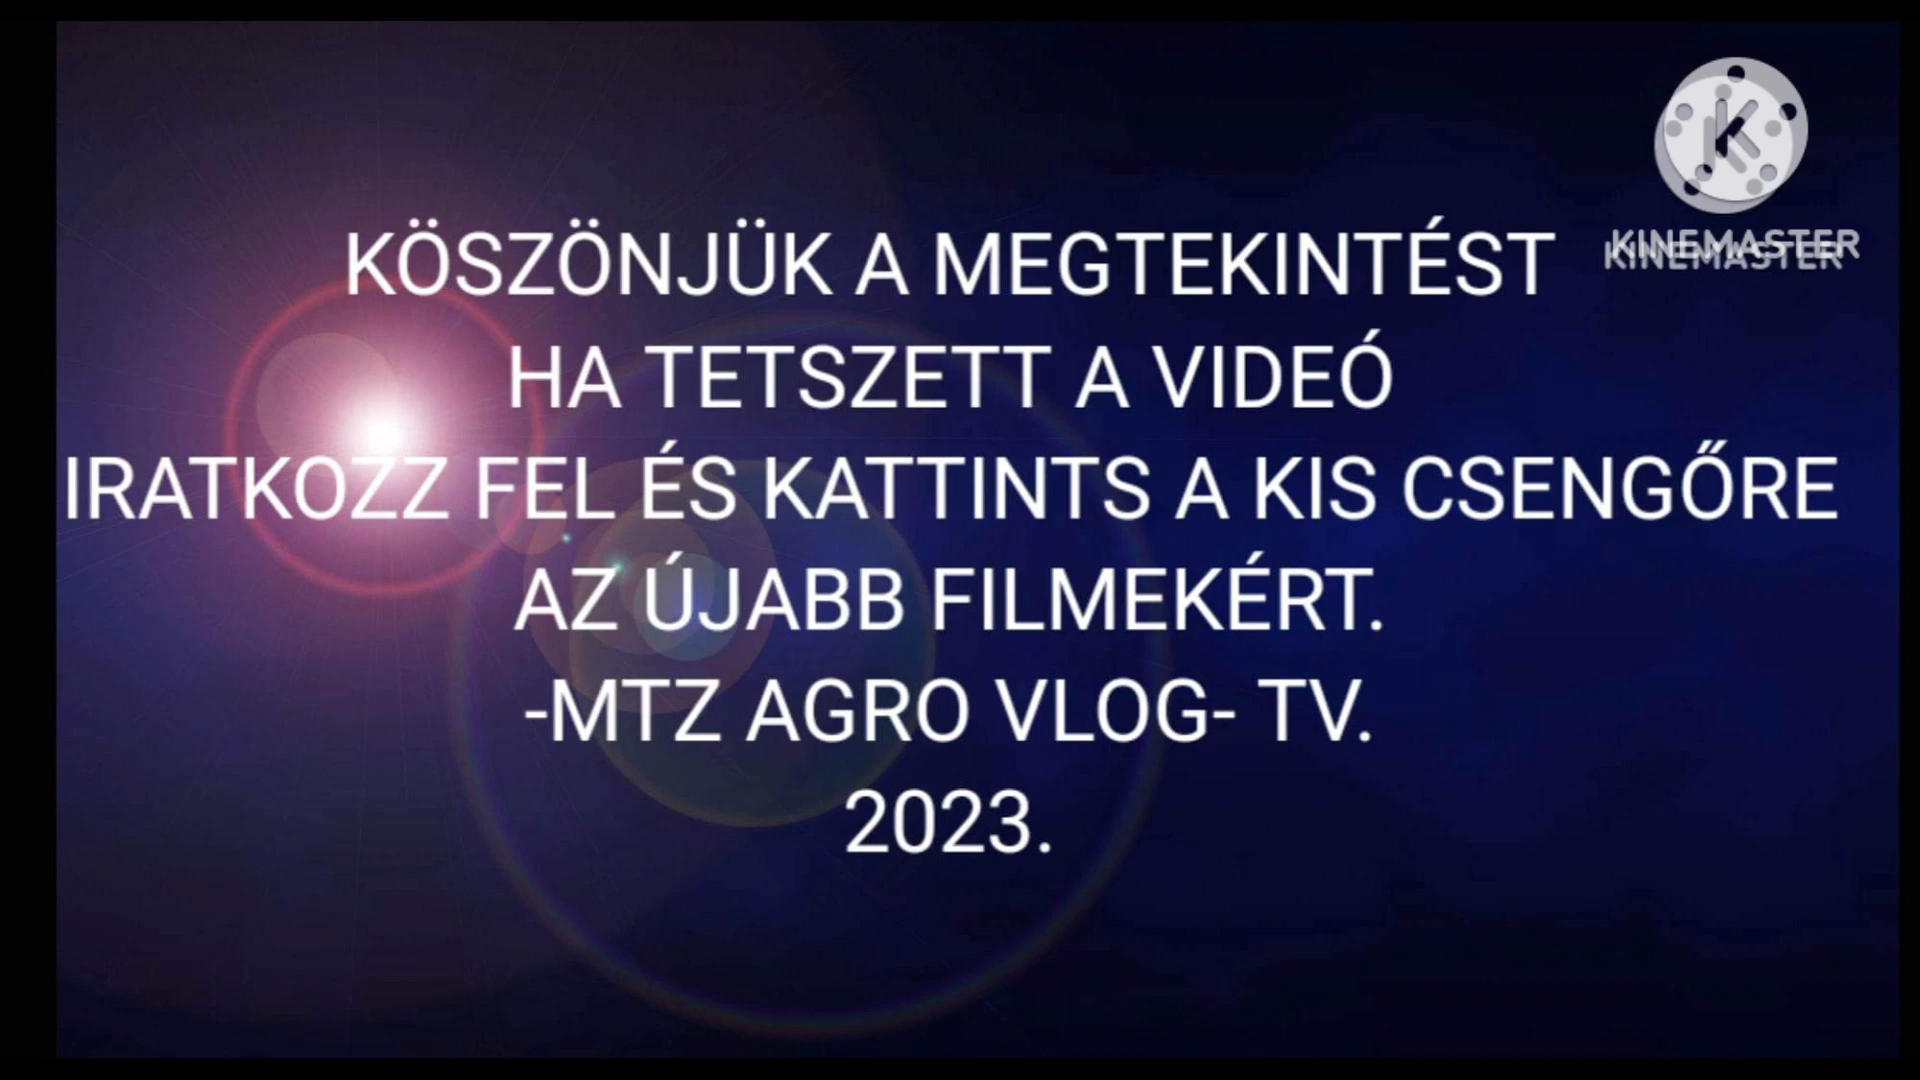 KINEMASTER
KINEMASTER
KÖSZÖNJÜK A MEGTEKINTÉST
HA TETSZETT A VIDEÓ
IRATKOZZ FEL ÉS KATTINTS A KIS CSENGŐRE
AZ ÚJABB FILMEKÉRT.
-MTZ AGRO VLOG- TV.
2023.